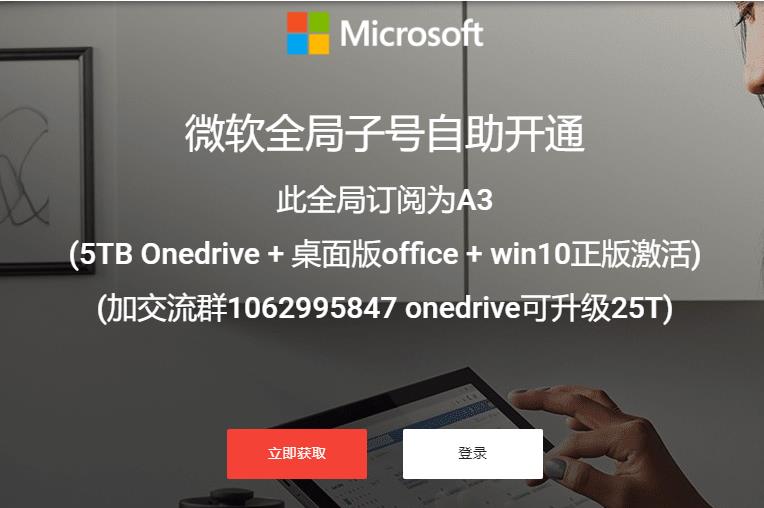 Microsoft
微软全局子号自助开通
此全局订阅为A3
(5TB Onedrive + 桌面版office + win10正版激活)
(加交流群1062995847 onedrive可升级25T)
立即获取
登录